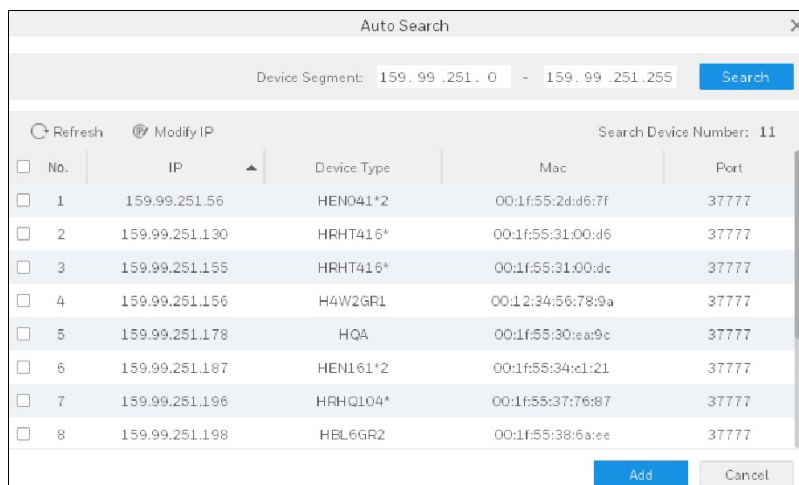 Auto Search
Device Segment: 159. 99 .251. 0 - 159. 99 .251.255 Search
Refresh IP Modify IP Search Device Number: 11
No. IP Device Type Mac Port
1 159.99.251.56 HEN041*2 00:1f:55:2d:d6:7f 37777
2 159.99.251.130 HRHT416* 00:1f:55:31:00:d6 37777
3 159.99.251.155 HRHT416* 00:1f:55:31:00:dc 37777
4 159.99.251.156 H4W2GR1 00:12:34:56:78:9a 37777
5 159.99.251.178 HQA 00:1f:55:30:ea:9c 37777
6 159.99.251.187 HEN161*2 00:1f:55:34:c1:21 37777
7 159.99.251.196 HRHQ104* 00:1f:55:37:76:87 37777
8 159.99.251.198 HBL6GR2 00:1f:55:38:6a:ee 37777
Add Cancel